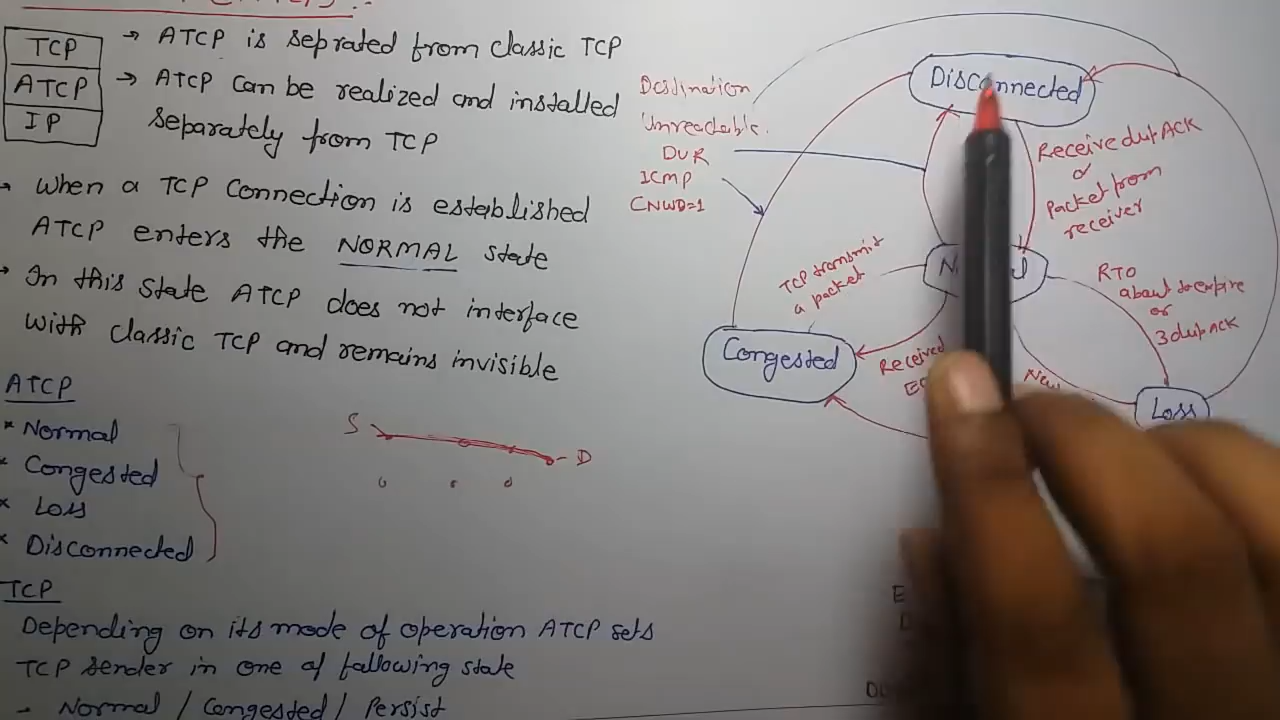 TCP
ATCP
IP
→ ATCP is seprated from classic TCP
→ ATCP can be realized and installed
separately from TCP
→ When a TCP Connection is established
ATCP enters the NORMAL state
→ In this state ATCP does not interface
with classic TCP and remains invisible
ATCP
* Normal
* Congested
* Loss
* Disconnected
S
D
TCP
Depending on its mode of operation ATCP sets
TCP sender in one of following state
- Normal / Congested / Persist
Destination
Unreachable.
DUR
ICMP
CNWD=1
Disconnected
Receive dup ACK
or
packet from
receiver
TCP transmit
a packet
RTO
about to expire
or
3 dup ACK
Congested
Received
New
Loss